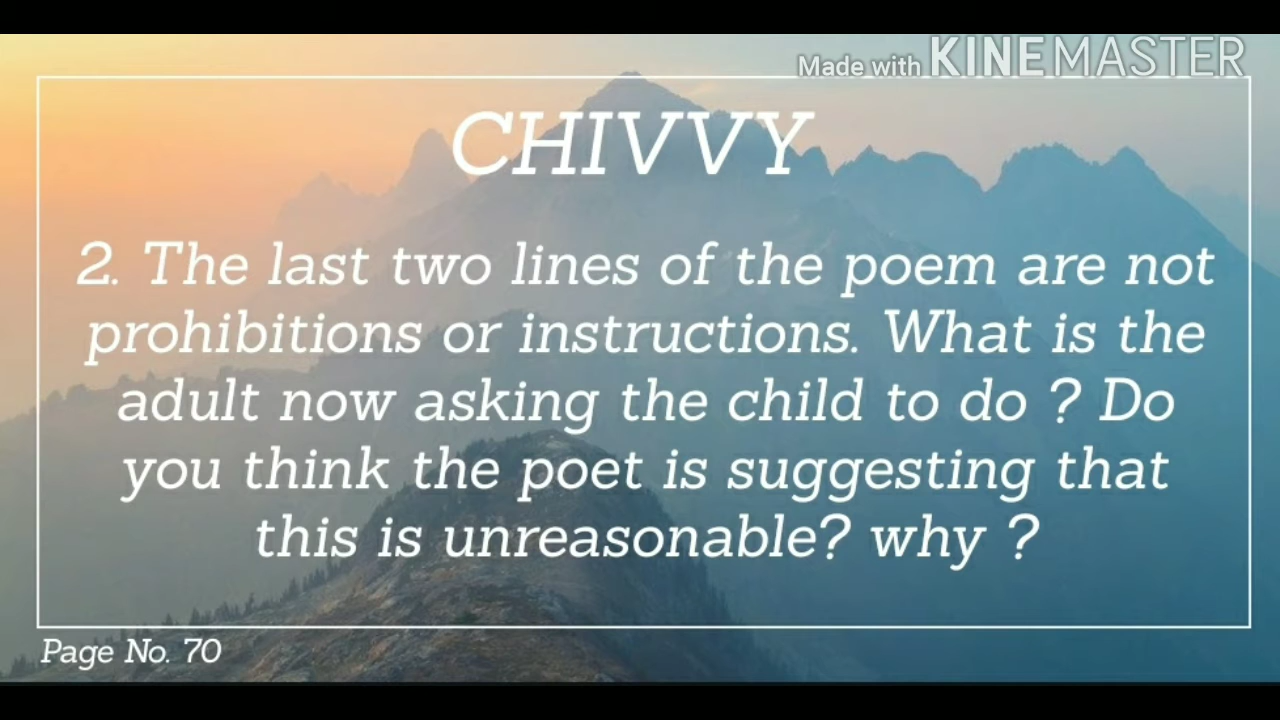 Made with KINEMASTER
CHIVVY
2. The last two lines of the poem are not
prohibitions or instructions. What is the
adult now asking the child to do ? Do
you think the poet is suggesting that
this is unreasonable? why ?
Page No. 70